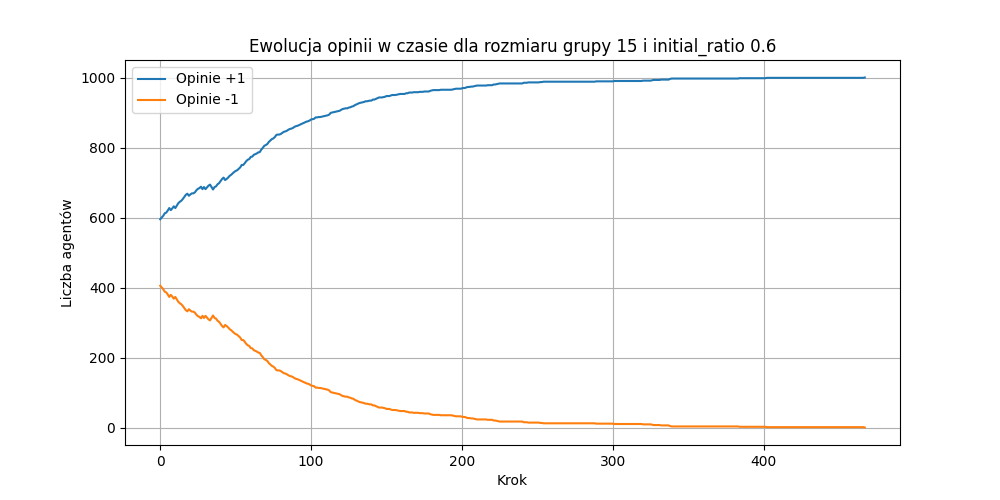 Ewolucja opinii w czasie dla rozmiaru grupy 15 i initial_ratio 0.6
Opinie +1
Opinie -1
1000
800
600
400
200
0
Liczba agentów
0 100 200 300 400
Krok